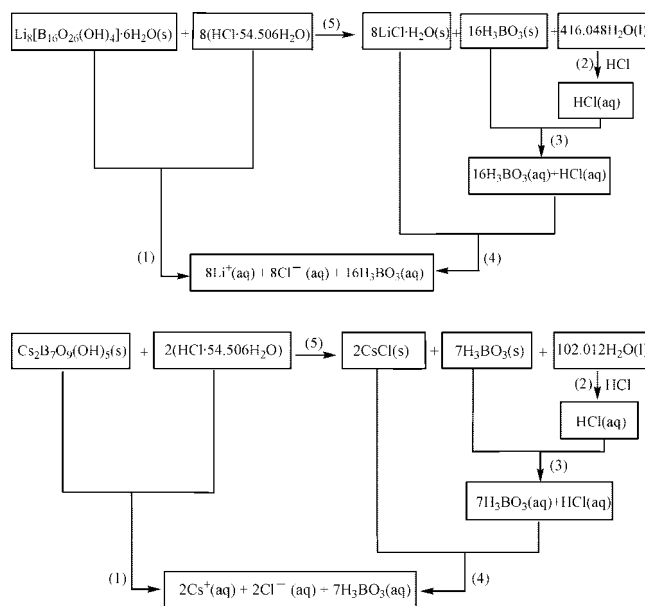 Li₈[B₁₆O₂₆(OH)₄]·6H₂O(s) + 8(HCl·54.506H₂O) (5) 8LiCl·H₂O(s) + 16H₃BO₃(s) + 416.048H₂O(l)
(2) HCl
HCl(aq)
(3)
16H₃BO₃(aq)+HCl(aq)
(1) (4)
8Li⁺(aq) + 8Cl⁻ (aq) + 16H₃BO₃(aq)
Cs₂B₇O₉(OH)₅(s) + 2(HCl·54.506H₂O) (5) 2CsCl(s) + 7H₃BO₃(s) + 102.012H₂O(l)
(2) HCl
HCl(aq)
(3)
7H₃BO₃(aq)+HCl(aq)
(1) (4)
2Cs⁺(aq) + 2Cl⁻ (aq) + 7H₃BO₃(aq)